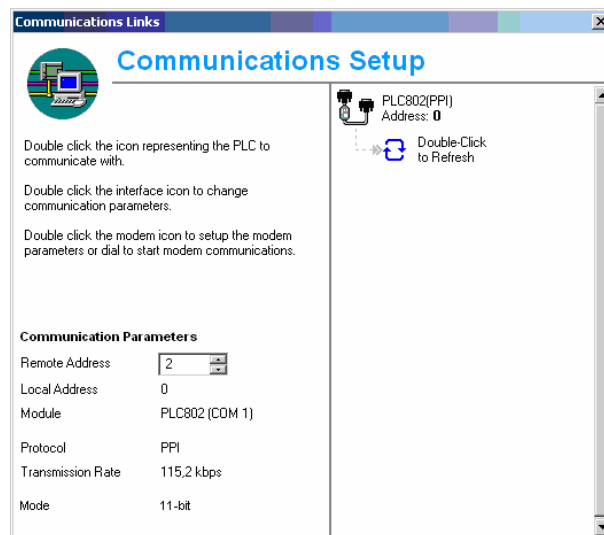 Communications Links
Communications Setup
Double click the icon representing the PLC to
communicate with.
Double click the interface icon to change
communication parameters.
Double click the modem icon to setup the modem
parameters or dial to start modem communications.
Communication Parameters
Remote Address 2
Local Address 0
Module PLC802 (COM 1)
Protocol PPI
Transmission Rate 115,2 kbps
Mode 11-bit
PLC802(PPI)
Address: 0
Double-Click
to Refresh